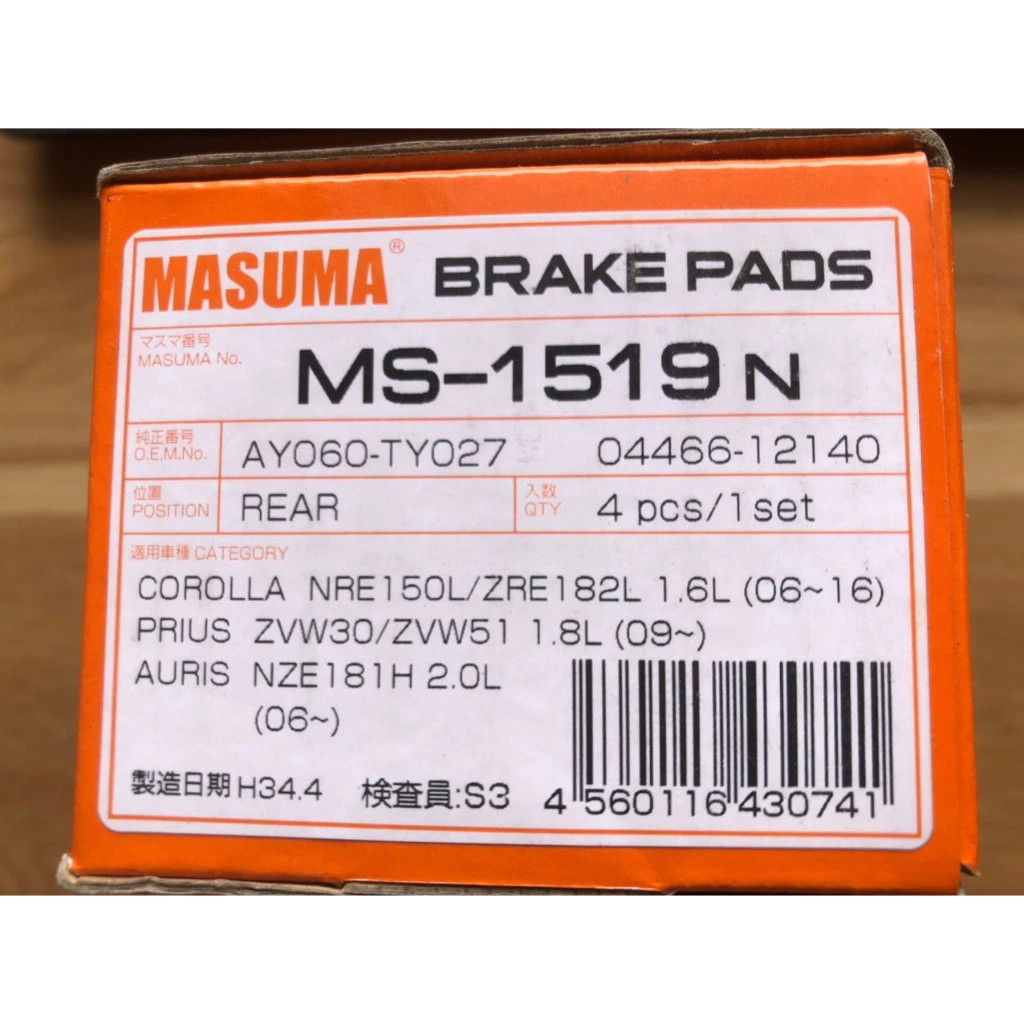 MASUMA® BRAKE PADS
マスマ番号
MASUMA No.
MS-1519 N
純正番号
O.E.M.No.
AY060-TY027 04466-12140
位置
POSITION
REAR
入数
QTY
4 pcs/1set
適用車種 CATEGORY
COROLLA NRE150L/ZRE182L 1.6L (06~16)
PRIUS ZVW30/ZVW51 1.8L (09~)
AURIS NZE181H 2.0L
(06~)
製造日期 H34.4 検査員:S3
4 560116 430741